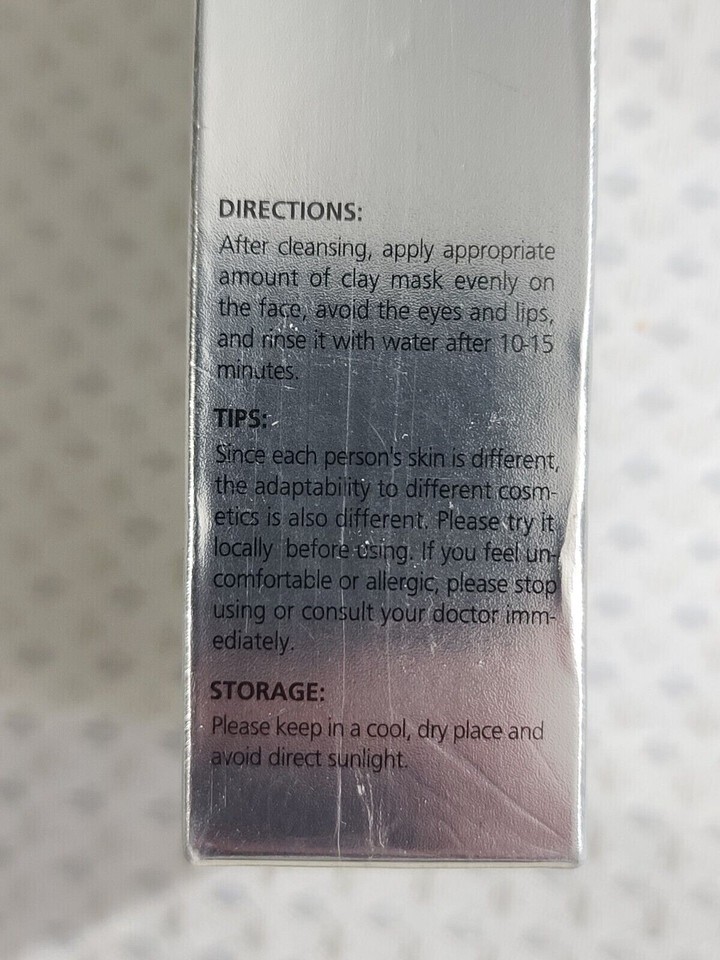 DIRECTIONS:
After cleansing, apply appropriate
amount of clay mask evenly on
the face, avoid the eyes and lips,
and rinse it with water after 10-15
minutes.
TIPS:
Since each person's skin is different,
the adaptability to different cosm-
etics is also different. Please try it
locally before using. If you feel un-
comfortable or allergic, please stop
using or consult your doctor imm-
ediately.
STORAGE:
Please keep in a cool, dry place and
avoid direct sunlight.